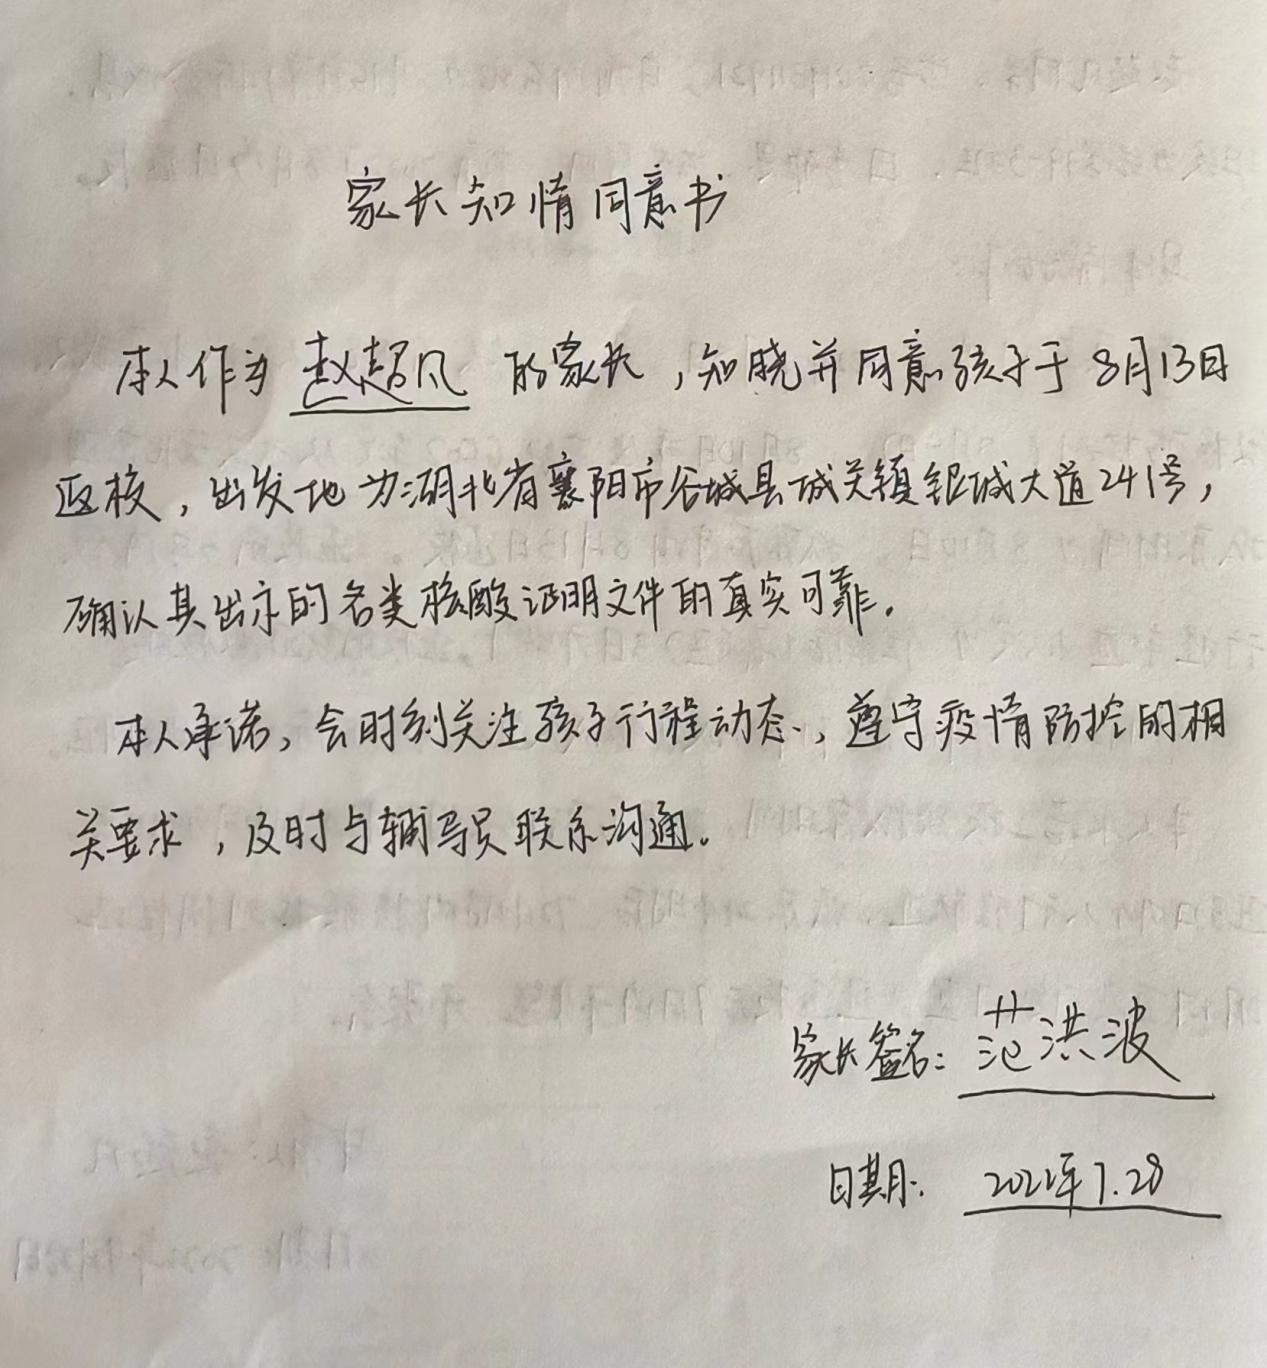 家长知情同意书
本人作为 赵超凡 的家长，知晓并同意孩子于8月13日
返校，出发地为湖北省襄阳市谷城县城关镇银城大道241号，
确认其出示的各类核酸证明文件的真实可靠。
本人承诺，会时刻关注孩子行程动态，遵守疫情防控的相
关要求，及时与辅导员联系沟通。
家长签名：范洪波
日期：2022年7.28